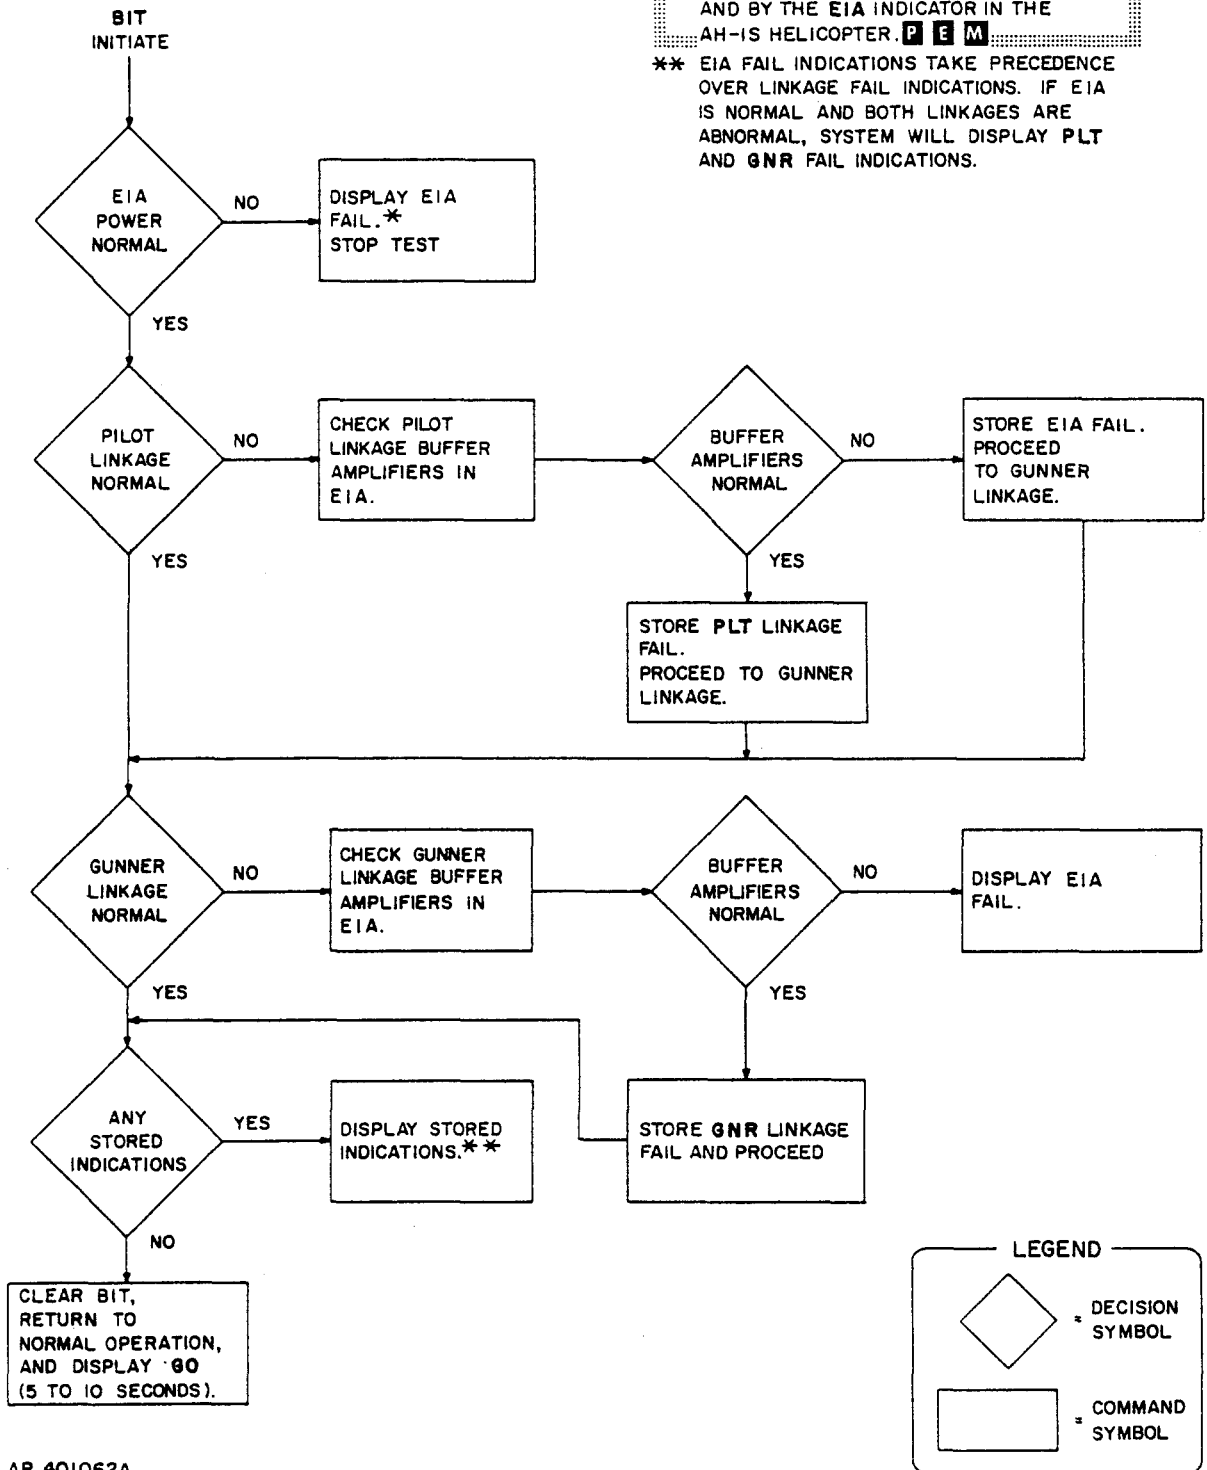 AND BY THE EIA INDICATOR IN THE
AH-1S HELICOPTER. P E M
** EIA FAIL INDICATIONS TAKE PRECEDENCE
OVER LINKAGE FAIL INDICATIONS. IF EIA
IS NORMAL AND BOTH LINKAGES ARE
ABNORMAL, SYSTEM WILL DISPLAY PLT
AND GNR FAIL INDICATIONS.
BIT
INITIATE
EIA
POWER
NORMAL
NO
DISPLAY EIA
FAIL.*
STOP TEST
YES
PILOT
LINKAGE
NORMAL
NO
CHECK PILOT
LINKAGE BUFFER
AMPLIFIERS IN
EIA.
BUFFER
AMPLIFIERS
NORMAL
NO
STORE EIA FAIL.
PROCEED
TO GUNNER
LINKAGE.
YES
YES
STORE PLT LINKAGE
FAIL.
PROCEED TO GUNNER
LINKAGE.
GUNNER
LINKAGE
NORMAL
NO
CHECK GUNNER
LINKAGE BUFFER
AMPLIFIERS IN
EIA.
BUFFER
AMPLIFIERS
NORMAL
NO
DISPLAY EIA
FAIL.
YES
YES
ANY
STORED
INDICATIONS
YES
DISPLAY STORED
INDICATIONS.**
STORE GNR LINKAGE
FAIL AND PROCEED
NO
CLEAR BIT,
RETURN TO
NORMAL OPERATION,
AND DISPLAY GO
(5 TO 10 SECONDS).
LEGEND
= DECISION
SYMBOL
= COMMAND
SYMBOL
AR 401062A